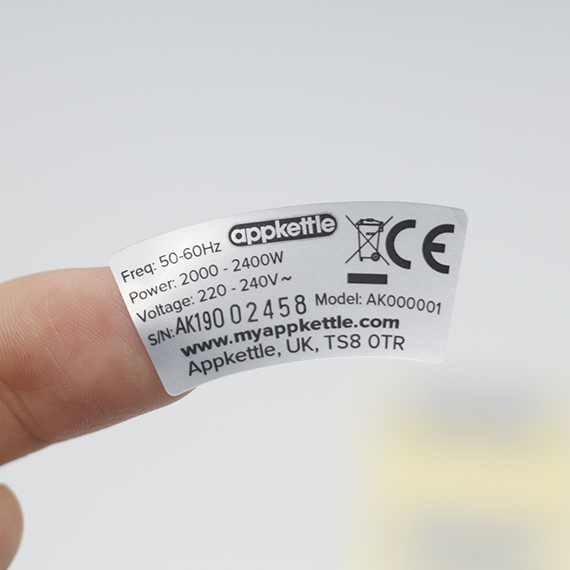 appkettle
CE
Freq: 50-60Hz
Power: 2000 - 2400W
Voltage: 220 - 240V~
S/N: AK190 02458 Model: AK000001
www.myappkettle.com
Appkettle, UK, TS8 0TR